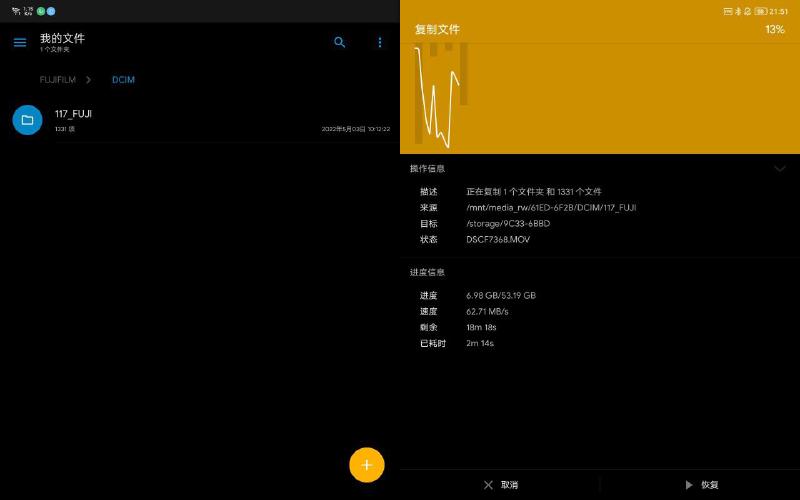 1.15
K/s
21:51
我的文件
1 个文件夹
FUJIFILM
DCIM
117_FUJI
1331 项
2022年5月03日 10:12:22
复制文件
13%
操作信息
描述 正在复制 1 个文件夹 和 1331 个文件
来源 /mnt/media_rw/61ED-6F2B/DCIM/117_FUJI
目标 /storage/9C33-6BBD
状态 DSCF7368.MOV
进度信息
进度 6.98 GB/53.19 GB
速度 62.71 MB/s
剩余 18m 18s
已耗时 2m 14s
取消
恢复